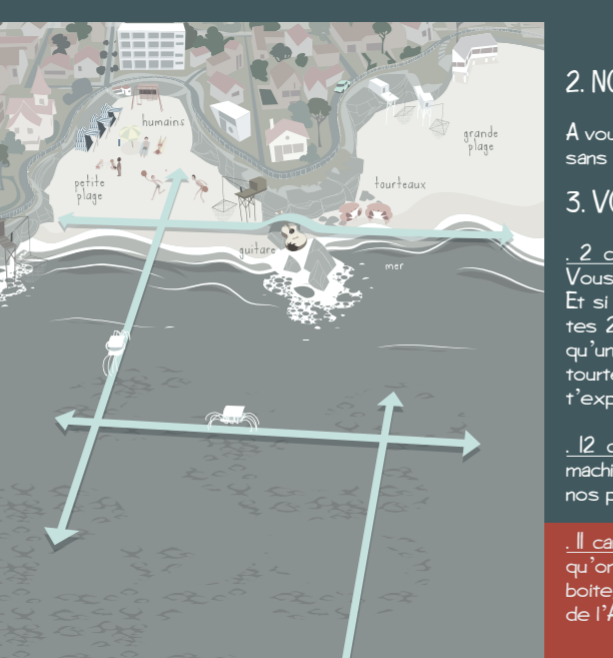 humains
grande
plage
petite
plage
tourteaux
guitare
mer
2. NO
A vou
sans
3. VO
. 2 c
Vous
Et si
tes 2
qu'un
tourte
t'exp
. 12 c
machi
nos p
. Il ca
qu'or
boite
de l'A